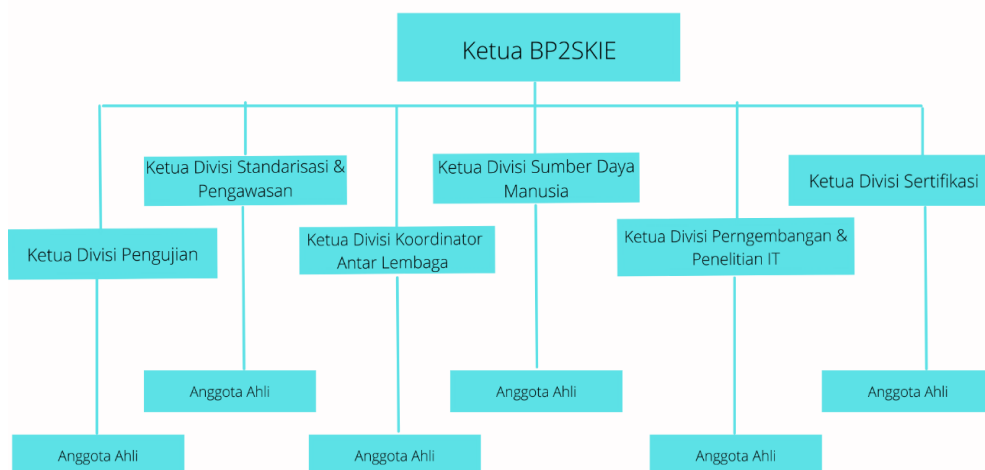 Ketua BP2SKIE
Ketua Divisi Standarisasi &
Pengawasan
Ketua Divisi Sumber Daya
Manusia
Ketua Divisi Sertifikasi
Ketua Divisi Pengujian
Ketua Divisi Koordinator
Antar Lembaga
Ketua Divisi Perngembangan &
Penelitian IT
Anggota Ahli
Anggota Ahli
Anggota Ahli
Anggota Ahli
Anggota Ahli
Anggota Ahli